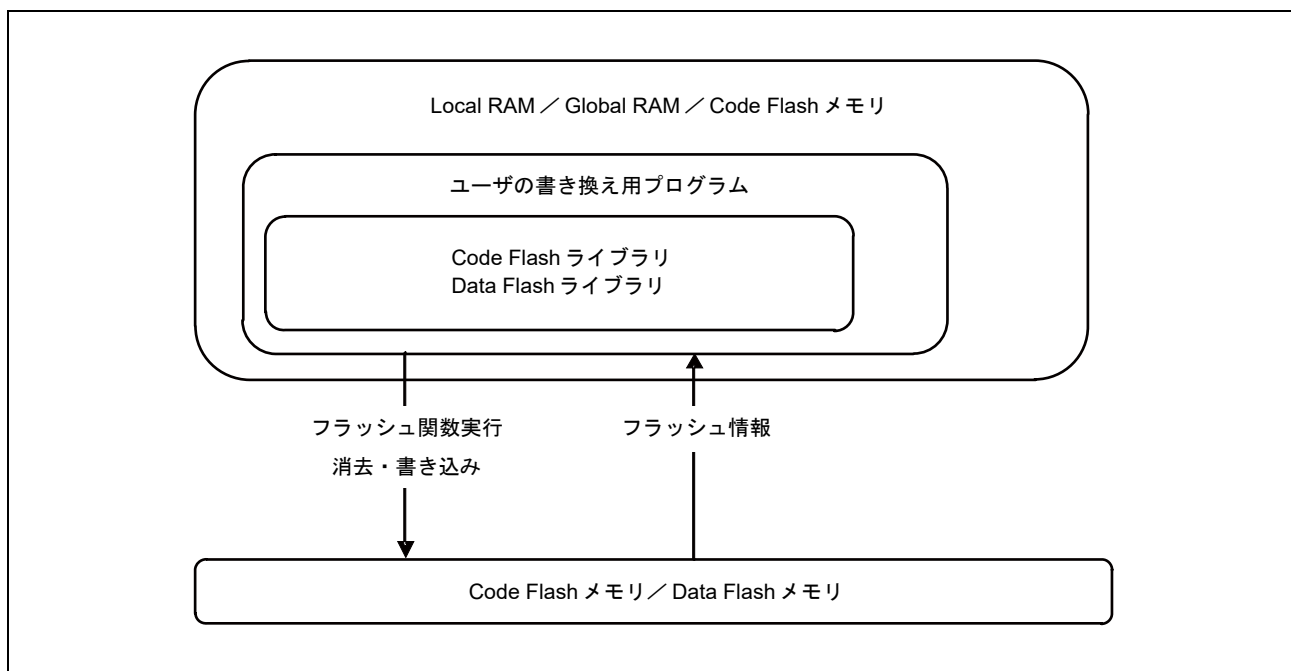 Local RAM／Global RAM／Code Flash メモリ
ユーザの書き換え用プログラム
Code Flash ライブラリ
Data Flash ライブラリ
フラッシュ関数実行
消去・書き込み
フラッシュ情報
Code Flash メモリ／Data Flash メモリ